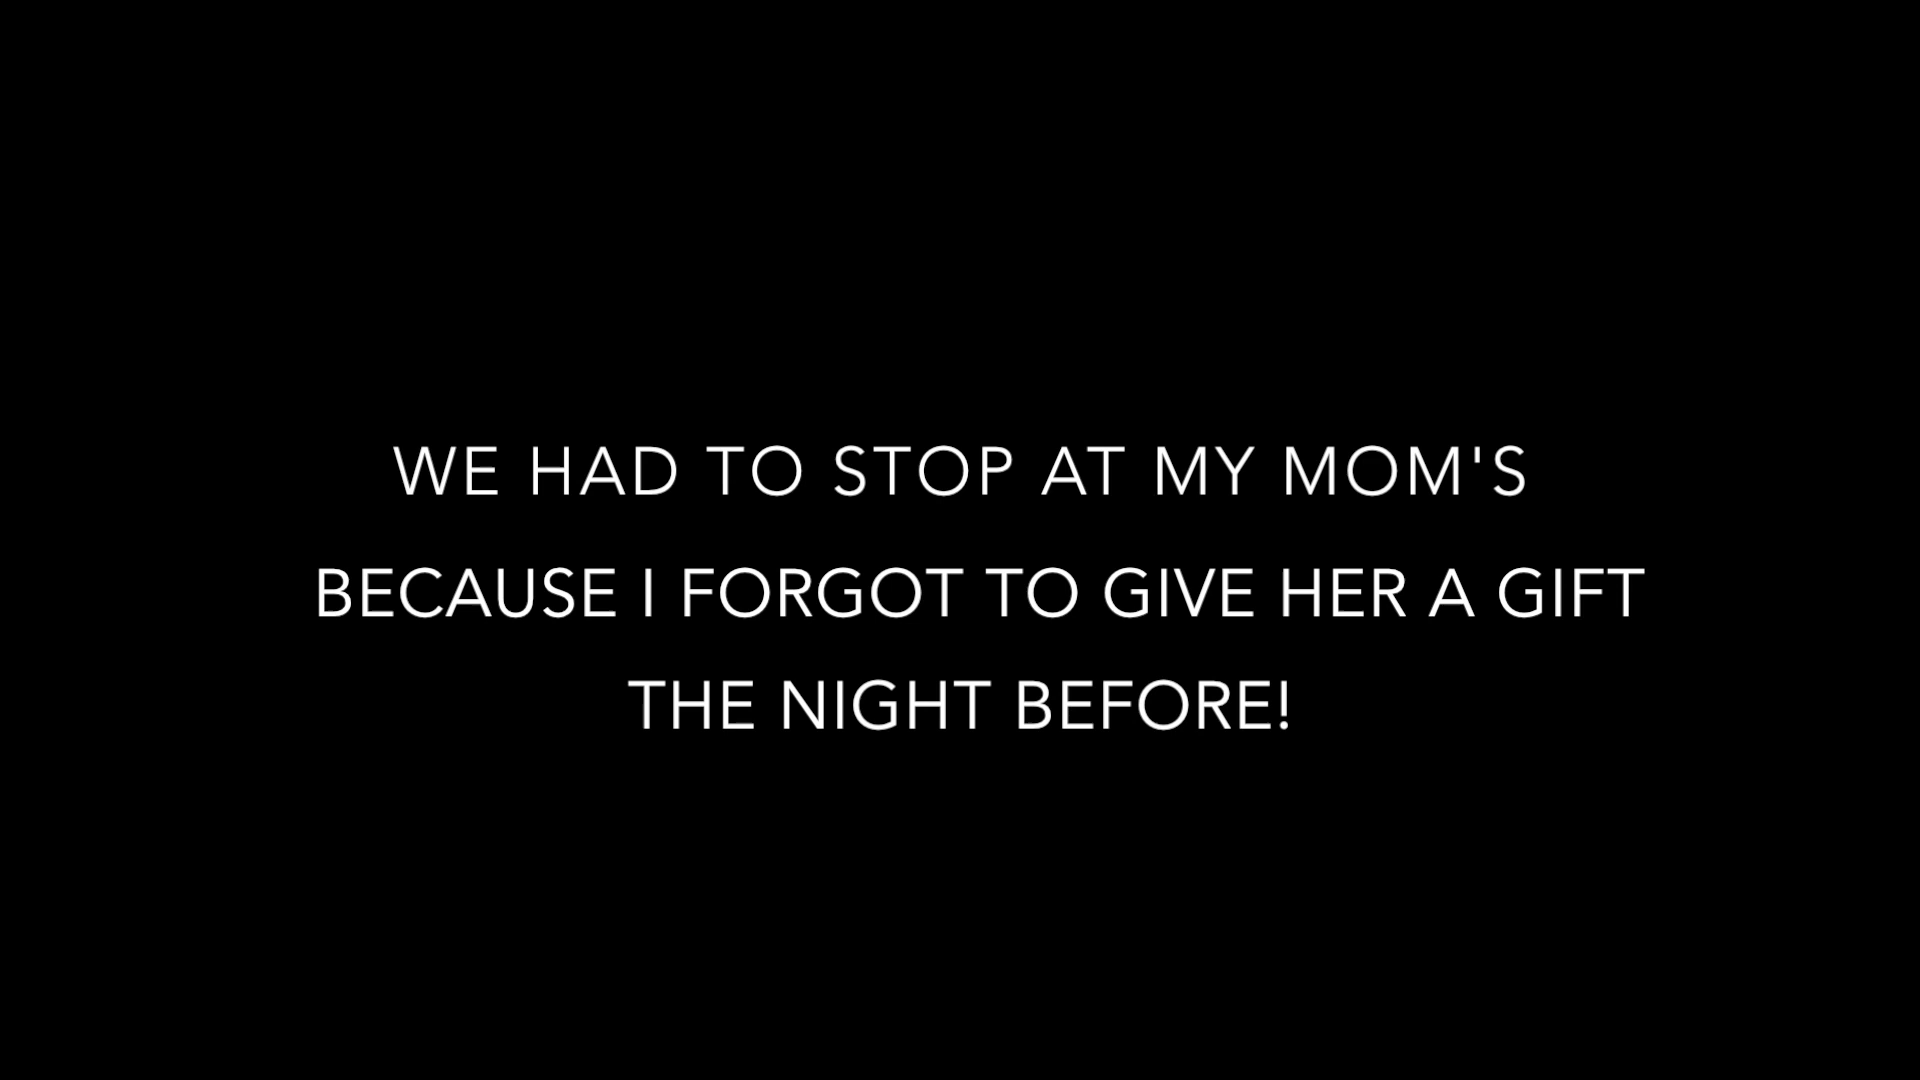 WE HAD TO STOP AT MY MOM'S
BECAUSE I FORGOT TO GIVE HER A GIFT
THE NIGHT BEFORE!